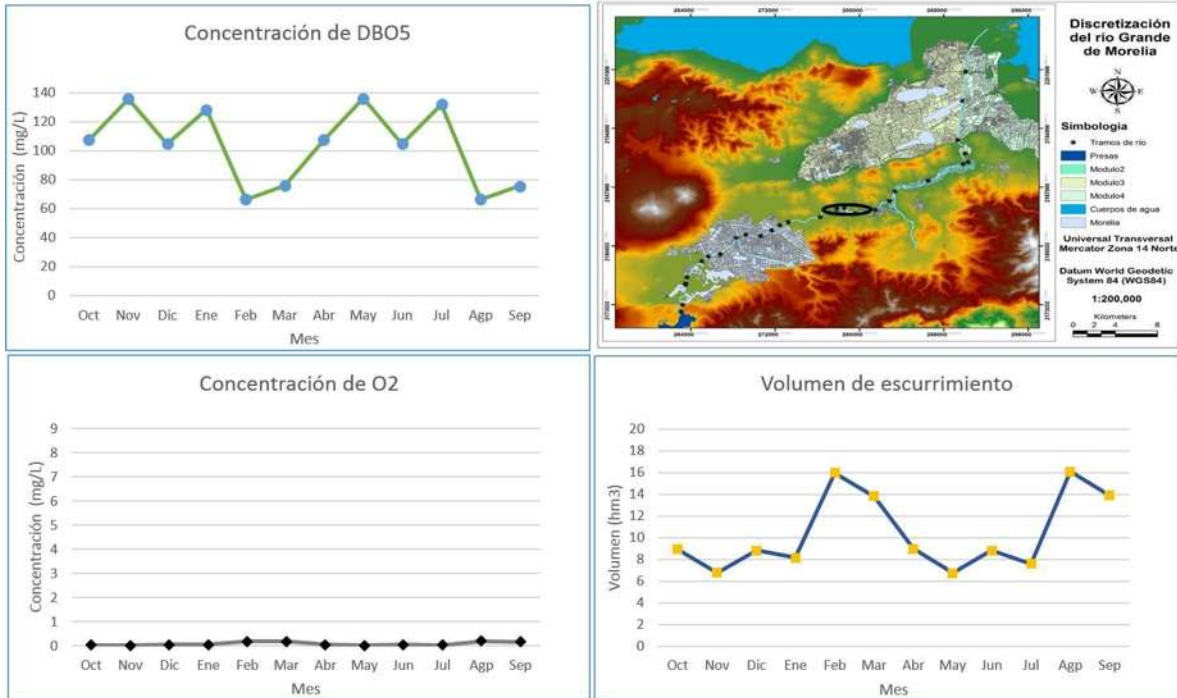 Concentración de DBO5
140
120
100
80
60
40
20
0
Concentración (mg/L)
Oct Nov Dic Ene Feb Mar Abr May Jun Jul Agp Sep
Mes
264000 272000 280000 288000 296000
Discretización
del río Grande
de Morelia
N
W E
S
Simbologia
Tramos de río
Presas
Modulo2
Modulo3
Modulo4
Cuerpos de agua
Morelia
Universal Transversal
Mercator Zona 14 Norte
Datum World Geodetic
System 84 (WGS84)
1:200,000
Kilometers
0 2 4 8
Concentración de O2
9
8
7
6
5
4
3
2
1
0
Concentración (mg/L)
Oct Nov Dic Ene Feb Mar Abr May Jun Jul Agp Sep
Mes
Volumen de escurrimiento
20
18
16
14
12
10
8
6
4
2
0
Volumen (hm3)
Oct Nov Dic Ene Feb Mar Abr May Jun Jul Agp Sep
Mes